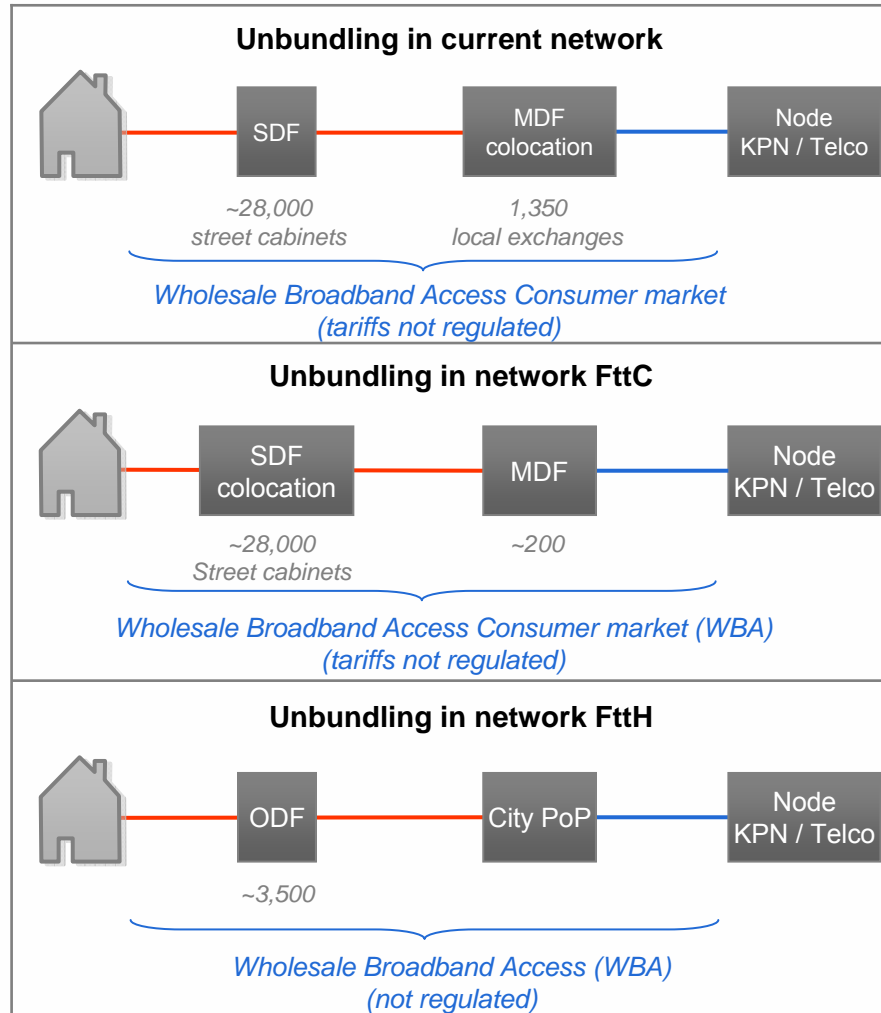 Unbundling in current network
SDF
MDF
colocation
Node
KPN / Telco
~28,000
street cabinets
1,350
local exchanges
Wholesale Broadband Access Consumer market
(tariffs not regulated)
Unbundling in network FttC
SDF
colocation
MDF
Node
KPN / Telco
~28,000
Street cabinets
~200
Wholesale Broadband Access Consumer market (WBA)
(tariffs not regulated)
Unbundling in network FttH
ODF
City PoP
Node
KPN / Telco
~3,500
Wholesale Broadband Access (WBA)
(not regulated)